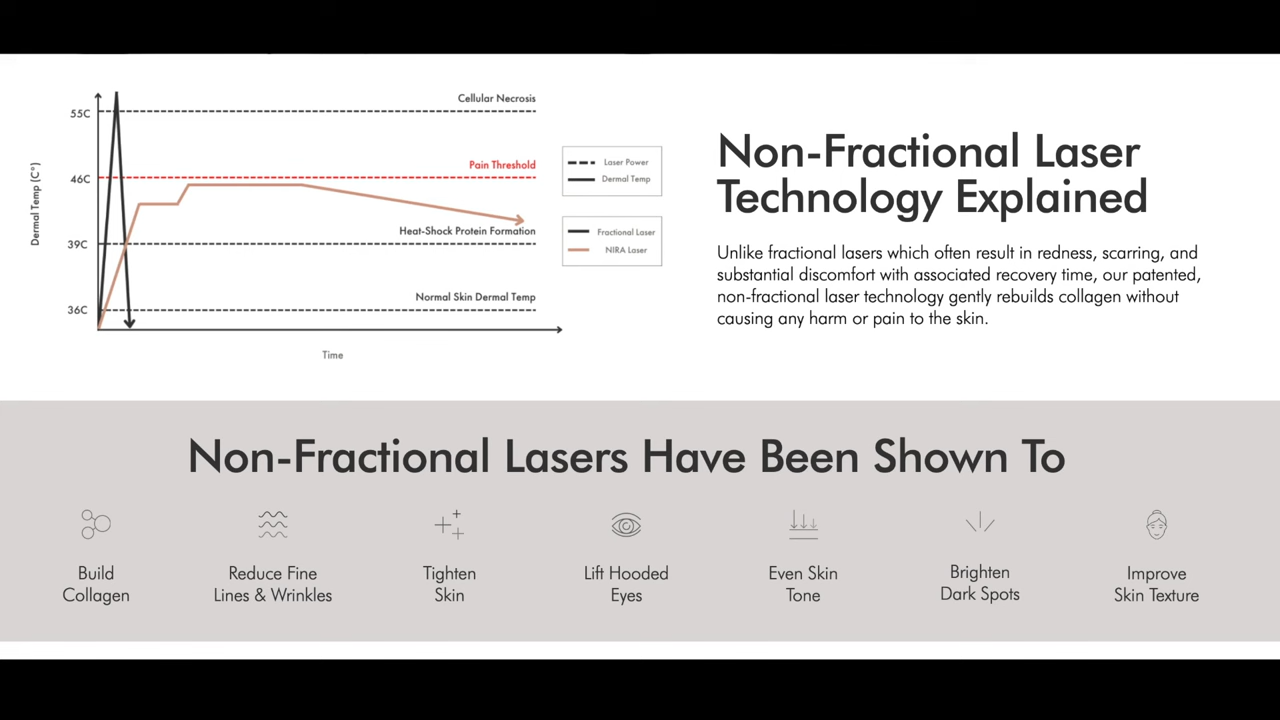 Cellular Necrosis
55C
Pain Threshold
46C
Dermal Temp (C°)
Heat-Shock Protein Formation
39C
Normal Skin Dermal Temp
36C
Time
Laser Power
Dermal Temp
Fractional Laser
NIRA Laser
Non-Fractional Laser
Technology Explained
Unlike fractional lasers which often result in redness, scarring, and
substantial discomfort with associated recovery time, our patented,
non-fractional laser technology gently rebuilds collagen without
causing any harm or pain to the skin.
Non-Fractional Lasers Have Been Shown To
Build
Collagen
Reduce Fine
Lines & Wrinkles
Tighten
Skin
Lift Hooded
Eyes
Even Skin
Tone
Brighten
Dark Spots
Improve
Skin Texture